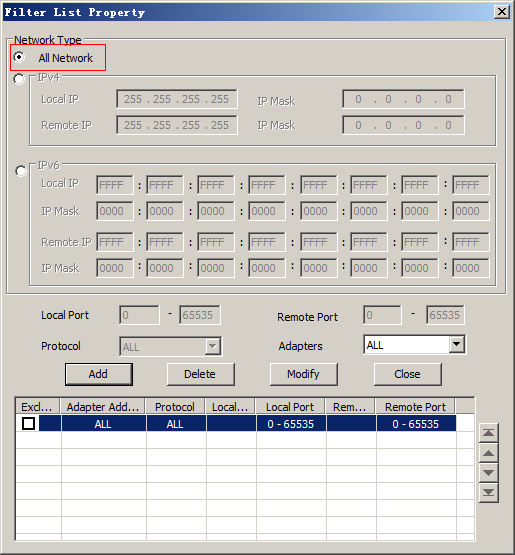 Filter List Property
Network Type
All Network
IPv4
Local IP 255 . 255 . 255 . 255 IP Mask 0 . 0 . 0 . 0
Remote IP 255 . 255 . 255 . 255 IP Mask 0 . 0 . 0 . 0
IPv6
Local IP FFFF : FFFF : FFFF : FFFF : FFFF : FFFF : FFFF : FFFF
IP Mask 0000 : 0000 : 0000 : 0000 : 0000 : 0000 : 0000 : 0000
Remote IP FFFF : FFFF : FFFF : FFFF : FFFF : FFFF : FFFF : FFFF
IP Mask 0000 : 0000 : 0000 : 0000 : 0000 : 0000 : 0000 : 0000
Local Port 0 - 65535 Remote Port 0 - 65535
Protocol ALL Adapters ALL
Add Delete Modify Close
Excl... Adapter Add... Protocol Local... Local Port Rem... Remote Port
ALL ALL 0 - 65535 0 - 65535